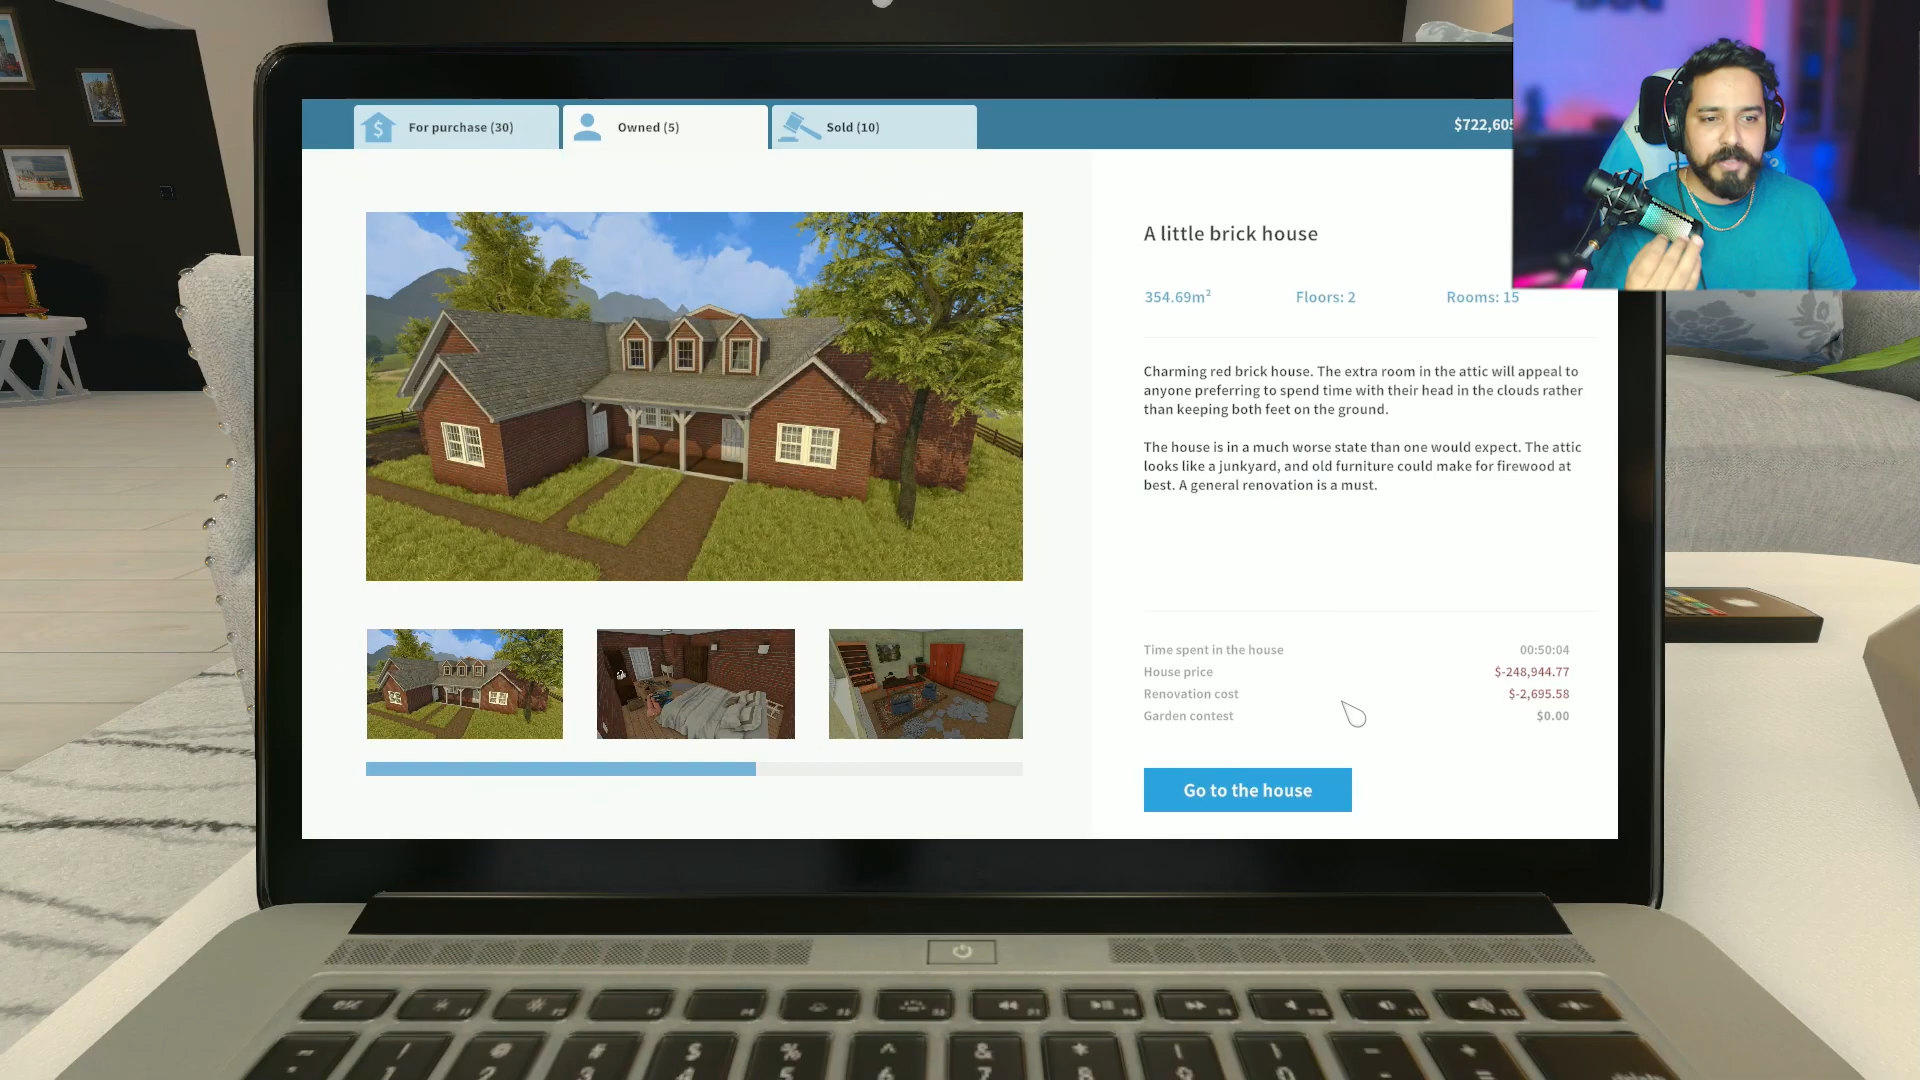 For purchase (30)
Owned (5)
Sold (10)
$722,605
A little brick house
354.69m²
Floors: 2
Rooms: 15
Charming red brick house. The extra room in the attic will appeal to
anyone preferring to spend time with their head in the clouds rather
than keeping both feet on the ground.
The house is in a much worse state than one would expect. The attic
looks like a junkyard, and old furniture could make for firewood at
best. A general renovation is a must.
Time spent in the house 00:50:04
House price $-248,944.77
Renovation cost $-2,695.58
Garden contest $0.00
Go to the house
esc